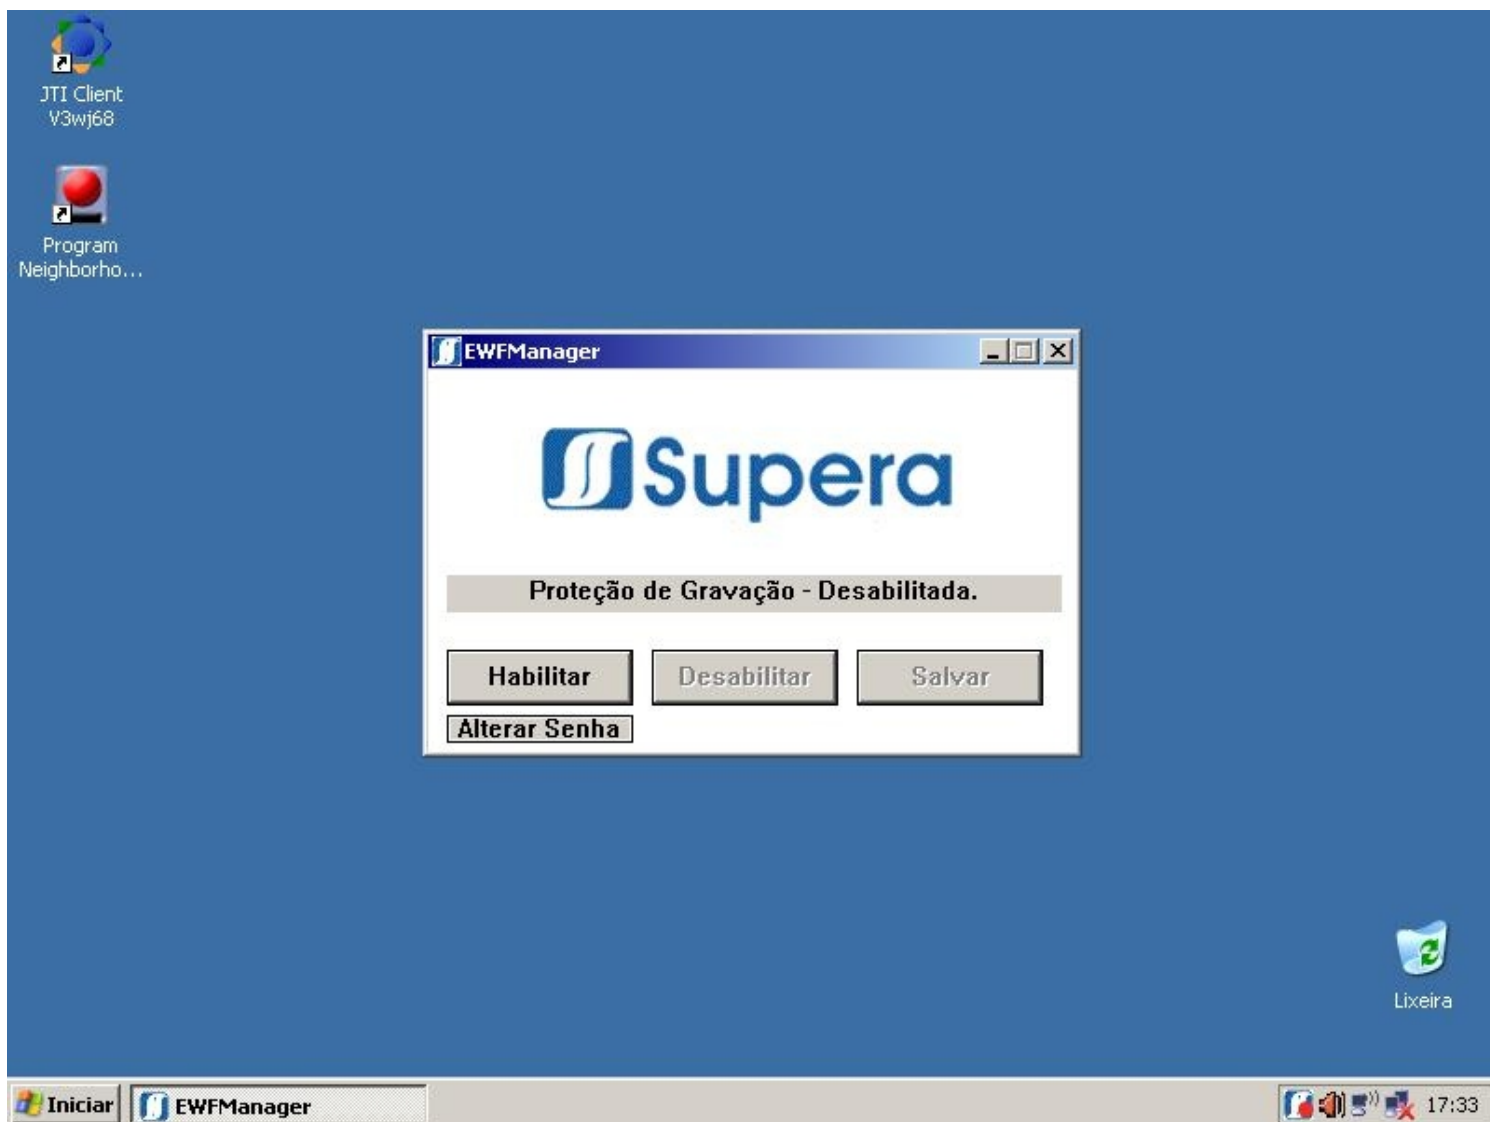 JTI Client
V3wj68
Program
Neighborho...
EWFManager
Supera
Proteção de Gravação - Desabilitada.
Habilitar
Desabilitar
Salvar
Alterar Senha
Lixeira
Iniciar
EWFManager
17:33